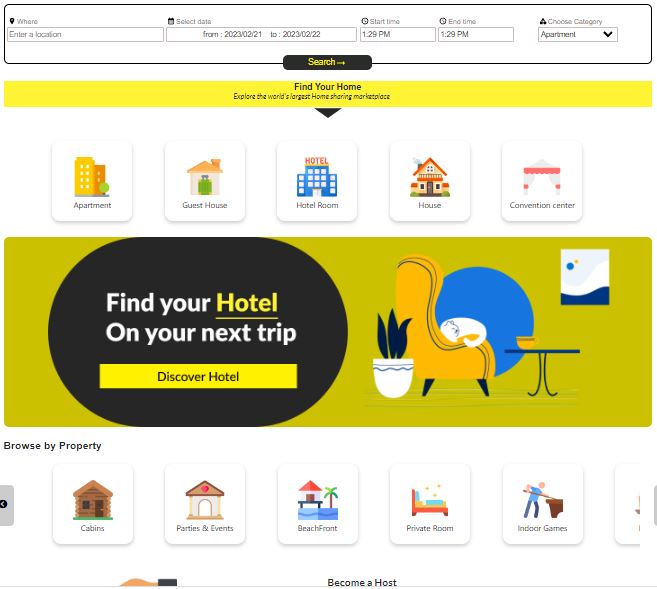 Where
Select date
Start time
End time
Choose Category
Enter a location
from : 2023/02/21 to : 2023/02/22
1:29 PM
1:29 PM
Apartment
Search→
Find Your Home
Explore the world's largest Home sharing marketplace
Apartment
Guest House
HOTEL
Hotel Room
House
Convention center
Find your Hotel
On your next trip
Discover Hotel
Browse by Property
Cabins
Parties & Events
BeachFront
Private Room
Indoor Games
Become a Host